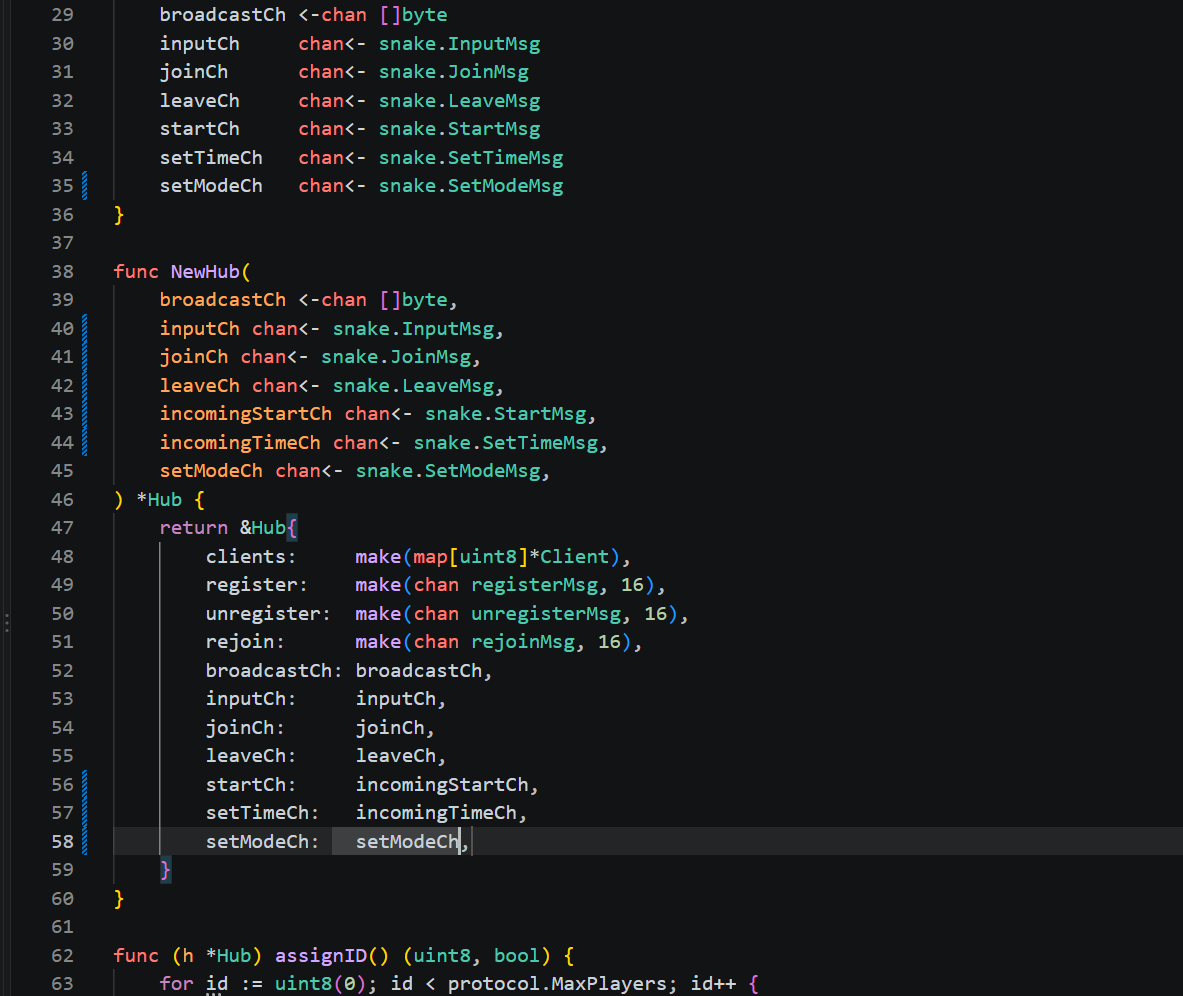 29 broadcastCh <-chan []byte
30 inputCh     chan<- snake.InputMsg
31 joinCh      chan<- snake.JoinMsg
32 leaveCh     chan<- snake.LeaveMsg
33 startCh     chan<- snake.StartMsg
34 setTimeCh   chan<- snake.SetTimeMsg
35 setModeCh   chan<- snake.SetModeMsg
36 }
37
38 func NewHub(
39     broadcastCh <-chan []byte,
40     inputCh chan<- snake.InputMsg,
41     joinCh chan<- snake.JoinMsg,
42     leaveCh chan<- snake.LeaveMsg,
43     incomingStartCh chan<- snake.StartMsg,
44     incomingTimeCh chan<- snake.SetTimeMsg,
45     setModeCh chan<- snake.SetModeMsg,
46 ) *Hub {
47     return &Hub{
48         clients:     make(map[uint8]*Client),
49         register:    make(chan registerMsg, 16),
50         unregister:  make(chan unregisterMsg, 16),
51         rejoin:      make(chan rejoinMsg, 16),
52         broadcastCh: broadcastCh,
53         inputCh:     inputCh,
54         joinCh:      joinCh,
55         leaveCh:     leaveCh,
56         startCh:     incomingStartCh,
57         setTimeCh:   incomingTimeCh,
58         setModeCh:   setModeCh,
59     }
60 }
61
62 func (h *Hub) assignID() (uint8, bool) {
63     for id := uint8(0); id < protocol.MaxPlayers; id++ {